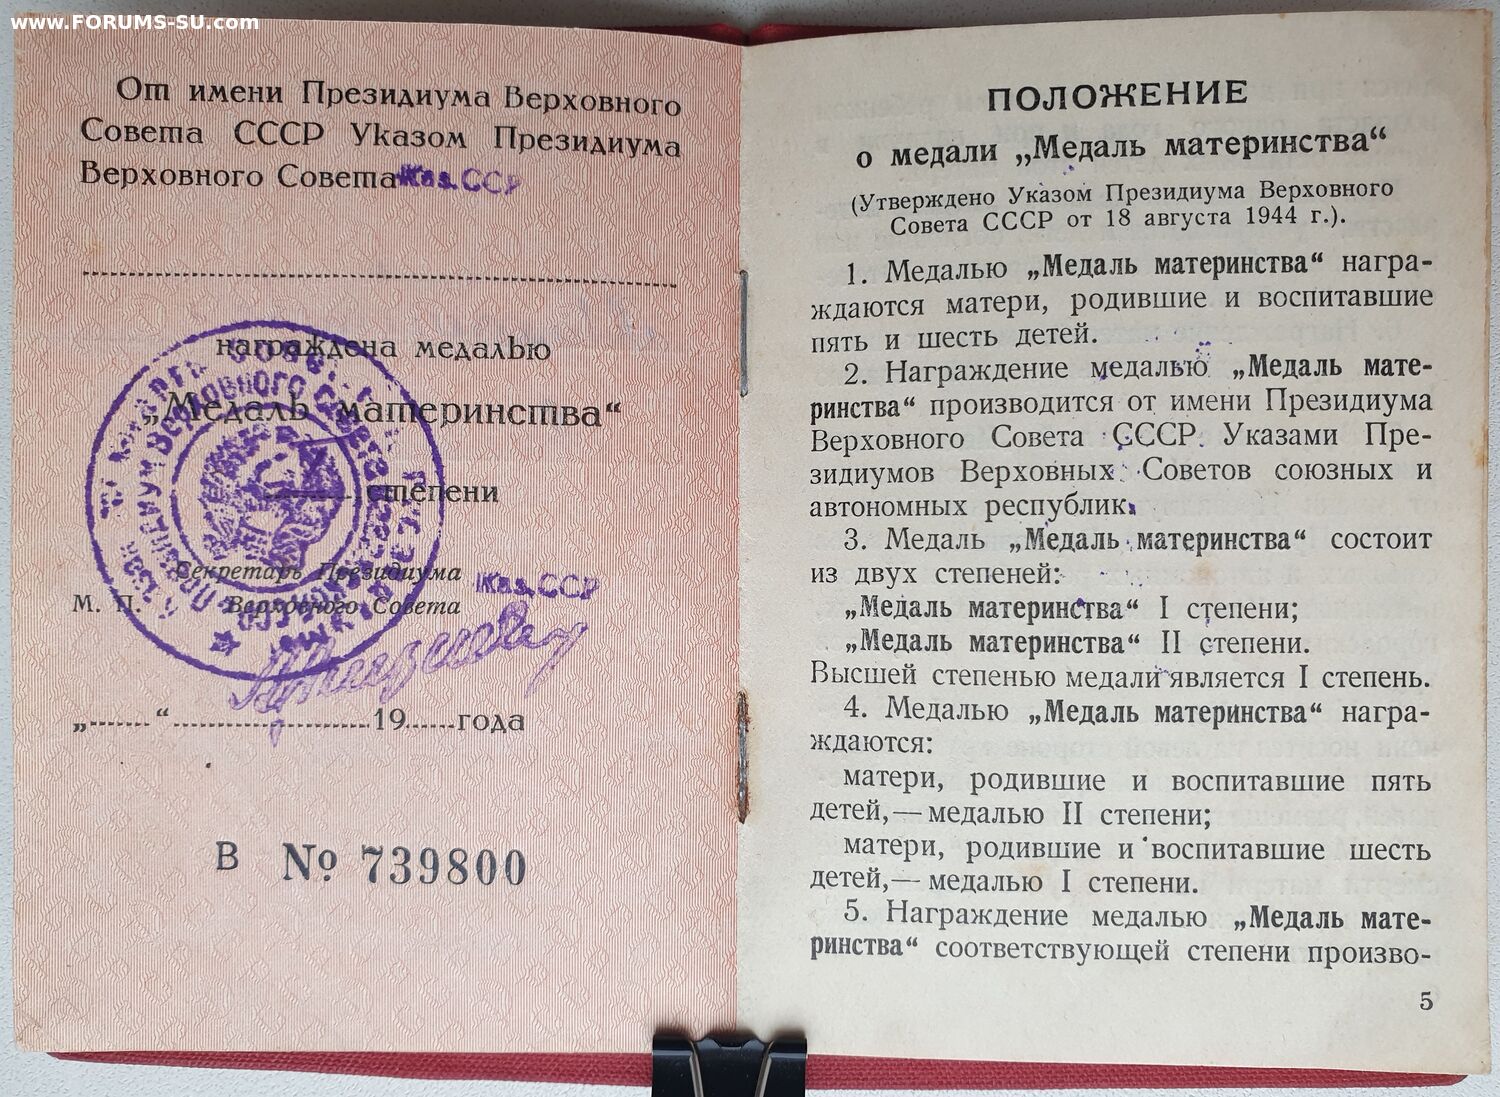 www.FORUMS-SU.com
От имени Президиума Верховного
Совета СССР Указом Президиума
Верховного Совета Каз.ССР
награждена медалью
„Медаль материнства“
степени
Секретарь Президиума
М. П. Верховного Совета Каз.ССР
„.......“ .................... 19......года
В № 739800
ПОЛОЖЕНИЕ
о медали „Медаль материнства“
(Утверждено Указом Президиума Верховного
Совета СССР от 18 августа 1944 г.).
1. Медалью „Медаль материнства“ награ-
ждаются матери, родившие и воспитавшие
пять и шесть детей.
2. Награждение медалью „Медаль мате-
ринства“ производится от имени Президиума
Верховного Совета СССР Указами Пре-
зидиумов Верховных Советов союзных и
автономных республик.
3. Медаль „Медаль материнства“ состоит
из двух степеней:
„Медаль материнства“ I степени;
„Медаль материнства“ II степени.
Высшей степенью медали является I степень.
4. Медалью „Медаль материнства“ награ-
ждаются:
матери, родившие и воспитавшие пять
детей,— медалью II степени;
матери, родившие и воспитавшие шесть
детей,— медалью I степени.
5. Награждение медалью „Медаль мате-
ринства“ соответствующей степени произво-
5